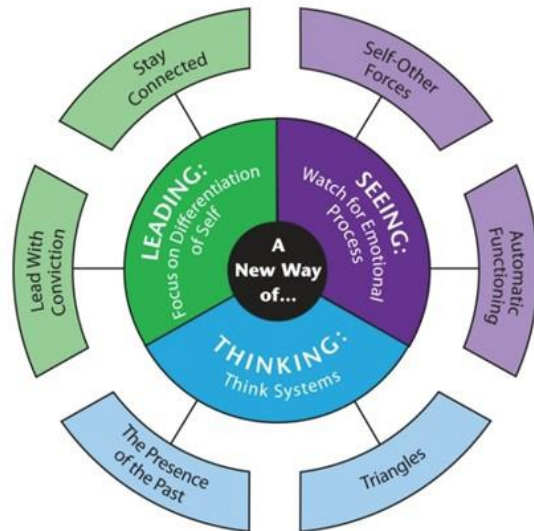 A
New Way
of...
SEEING:
Watch for Emotional
Process
Self-Other
Forces
Automatic
Functioning
THINKING:
Think Systems
Triangles
The Presence
of the Past
LEADING:
Focus on Differentiation
of Self
Lead With
Conviction
Stay
Connected